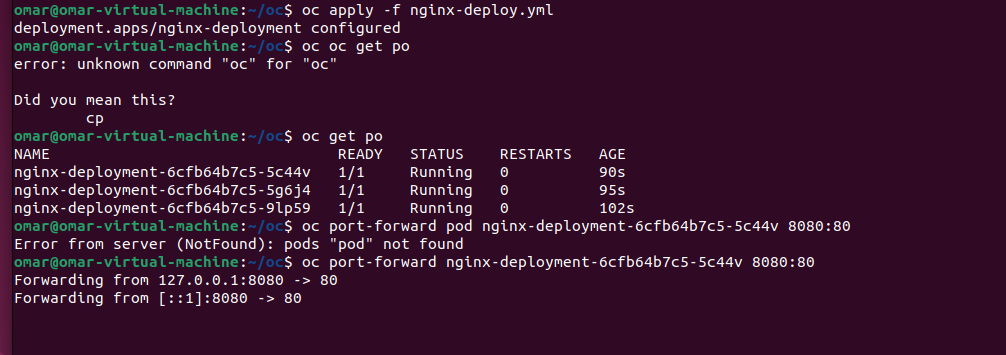 omar@omar-virtual-machine:~/oc$ oc apply -f nginx-deploy.yml
deployment.apps/nginx-deployment configured
omar@omar-virtual-machine:~/oc$ oc oc get po
error: unknown command "oc" for "oc"
Did you mean this?
cp
omar@omar-virtual-machine:~/oc$ oc get po
NAME READY STATUS RESTARTS AGE
nginx-deployment-6cfb64b7c5-5c44v 1/1 Running 0 90s
nginx-deployment-6cfb64b7c5-5g6j4 1/1 Running 0 95s
nginx-deployment-6cfb64b7c5-9lp59 1/1 Running 0 102s
omar@omar-virtual-machine:~/oc$ oc port-forward pod nginx-deployment-6cfb64b7c5-5c44v 8080:80
Error from server (NotFound): pods "pod" not found
omar@omar-virtual-machine:~/oc$ oc port-forward nginx-deployment-6cfb64b7c5-5c44v 8080:80
Forwarding from 127.0.0.1:8080 -> 80
Forwarding from [::1]:8080 -> 80